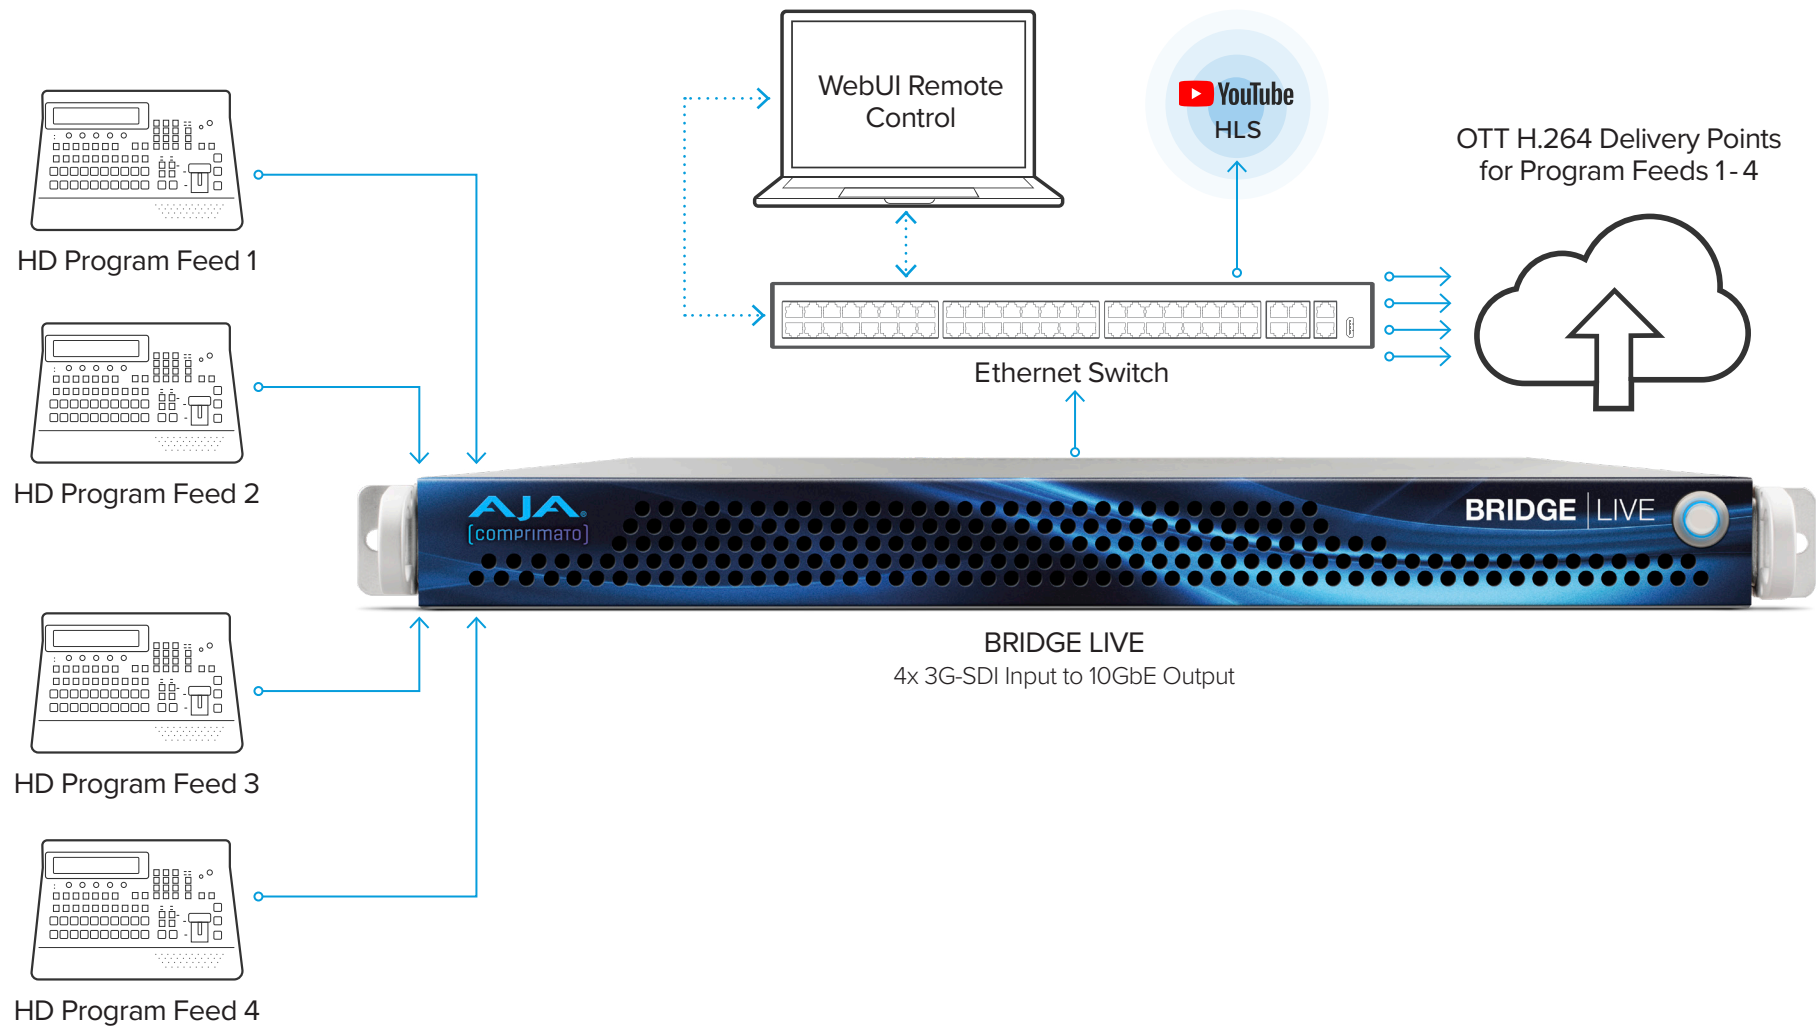 WebUI Remote
Control
YouTube
HLS
OTT H.264 Delivery Points
for Program Feeds 1-4
HD Program Feed 1
HD Program Feed 2
Ethernet Switch
AJA
[comprimato]
BRIDGE | LIVE
BRIDGE LIVE
4x 3G-SDI Input to 10GbE Output
HD Program Feed 3
HD Program Feed 4